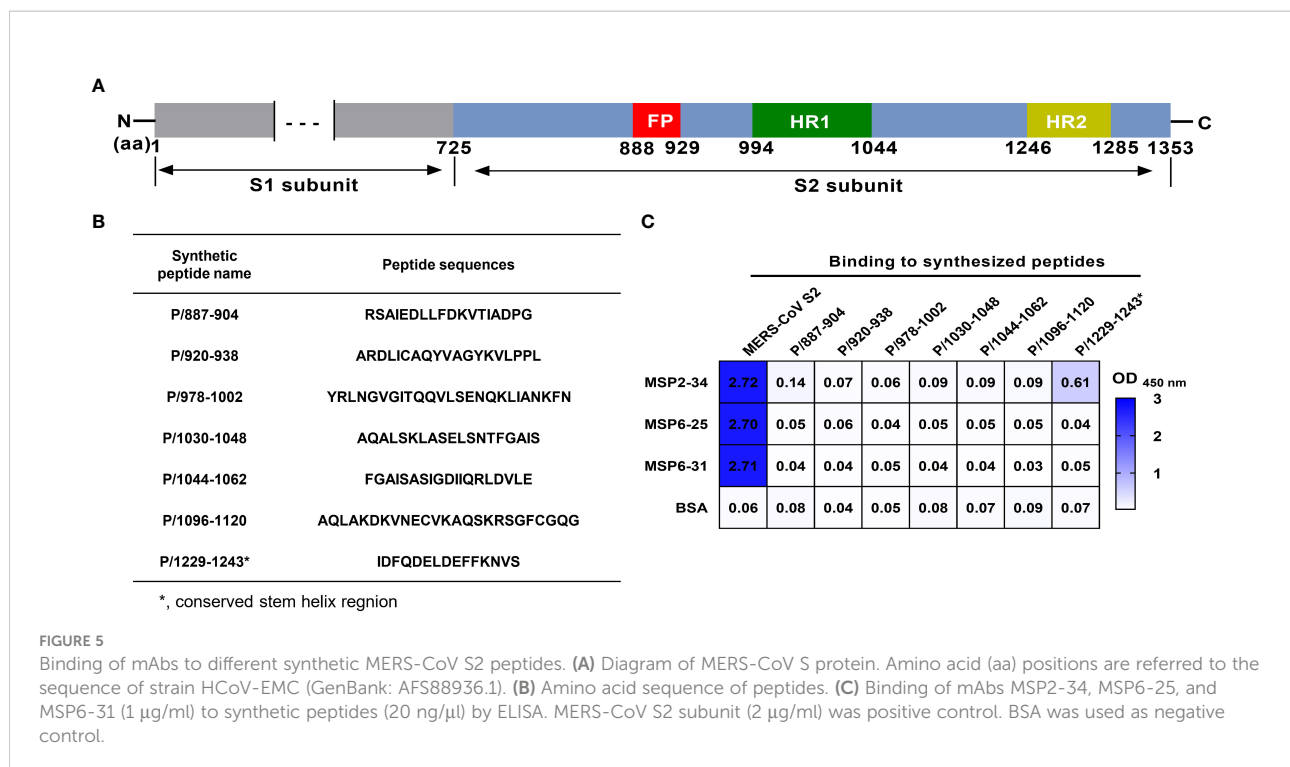 A
N
FP
HR1
HR2
C
(aa)
1
725
888
929
994
1044
1246
1285
1353
S1 subunit
S2 subunit
B
Synthetic
peptide name
Peptide sequences
P/887-904 RSAIEDLLFDKVTIADPG
P/920-938 ARDLICAQYVAGYKVLPPL
P/978-1002 YRLNGVGITQQVLSENQKLIANKFN
P/1030-1048 AQALSKLASELSNTFGAIS
P/1044-1062 FGAISASIGDIIQRLDVLE
P/1096-1120 AQLAKDKVNECVKAQSKRSGFCGQG
P/1229-1243* IDFQDELDEFFKNVS
*, conserved stem helix regnion
C
Binding to synthesized peptides
MERS-CoV S2
P/887-904
P/920-938
P/978-1002
P/1030-1048
P/1044-1062
P/1096-1120
P/1229-1243*
MSP2-34 2.72 0.14 0.07 0.06 0.09 0.09 0.09 0.61
MSP6-25 2.70 0.05 0.06 0.04 0.05 0.05 0.05 0.04
MSP6-31 2.71 0.04 0.04 0.05 0.04 0.04 0.03 0.05
BSA 0.06 0.08 0.04 0.05 0.08 0.07 0.09 0.07
OD 450 nm
3
2
1
FIGURE 5
Binding of mAbs to different synthetic MERS-CoV S2 peptides. (A) Diagram of MERS-CoV S protein. Amino acid (aa) positions are referred to the
sequence of strain HCoV-EMC (GenBank: AFS88936.1). (B) Amino acid sequence of peptides. (C) Binding of mAbs MSP2-34, MSP6-25, and
MSP6-31 (1 μg/ml) to synthetic peptides (20 ng/μl) by ELISA. MERS-CoV S2 subunit (2 μg/ml) was positive control. BSA was used as negative
control.